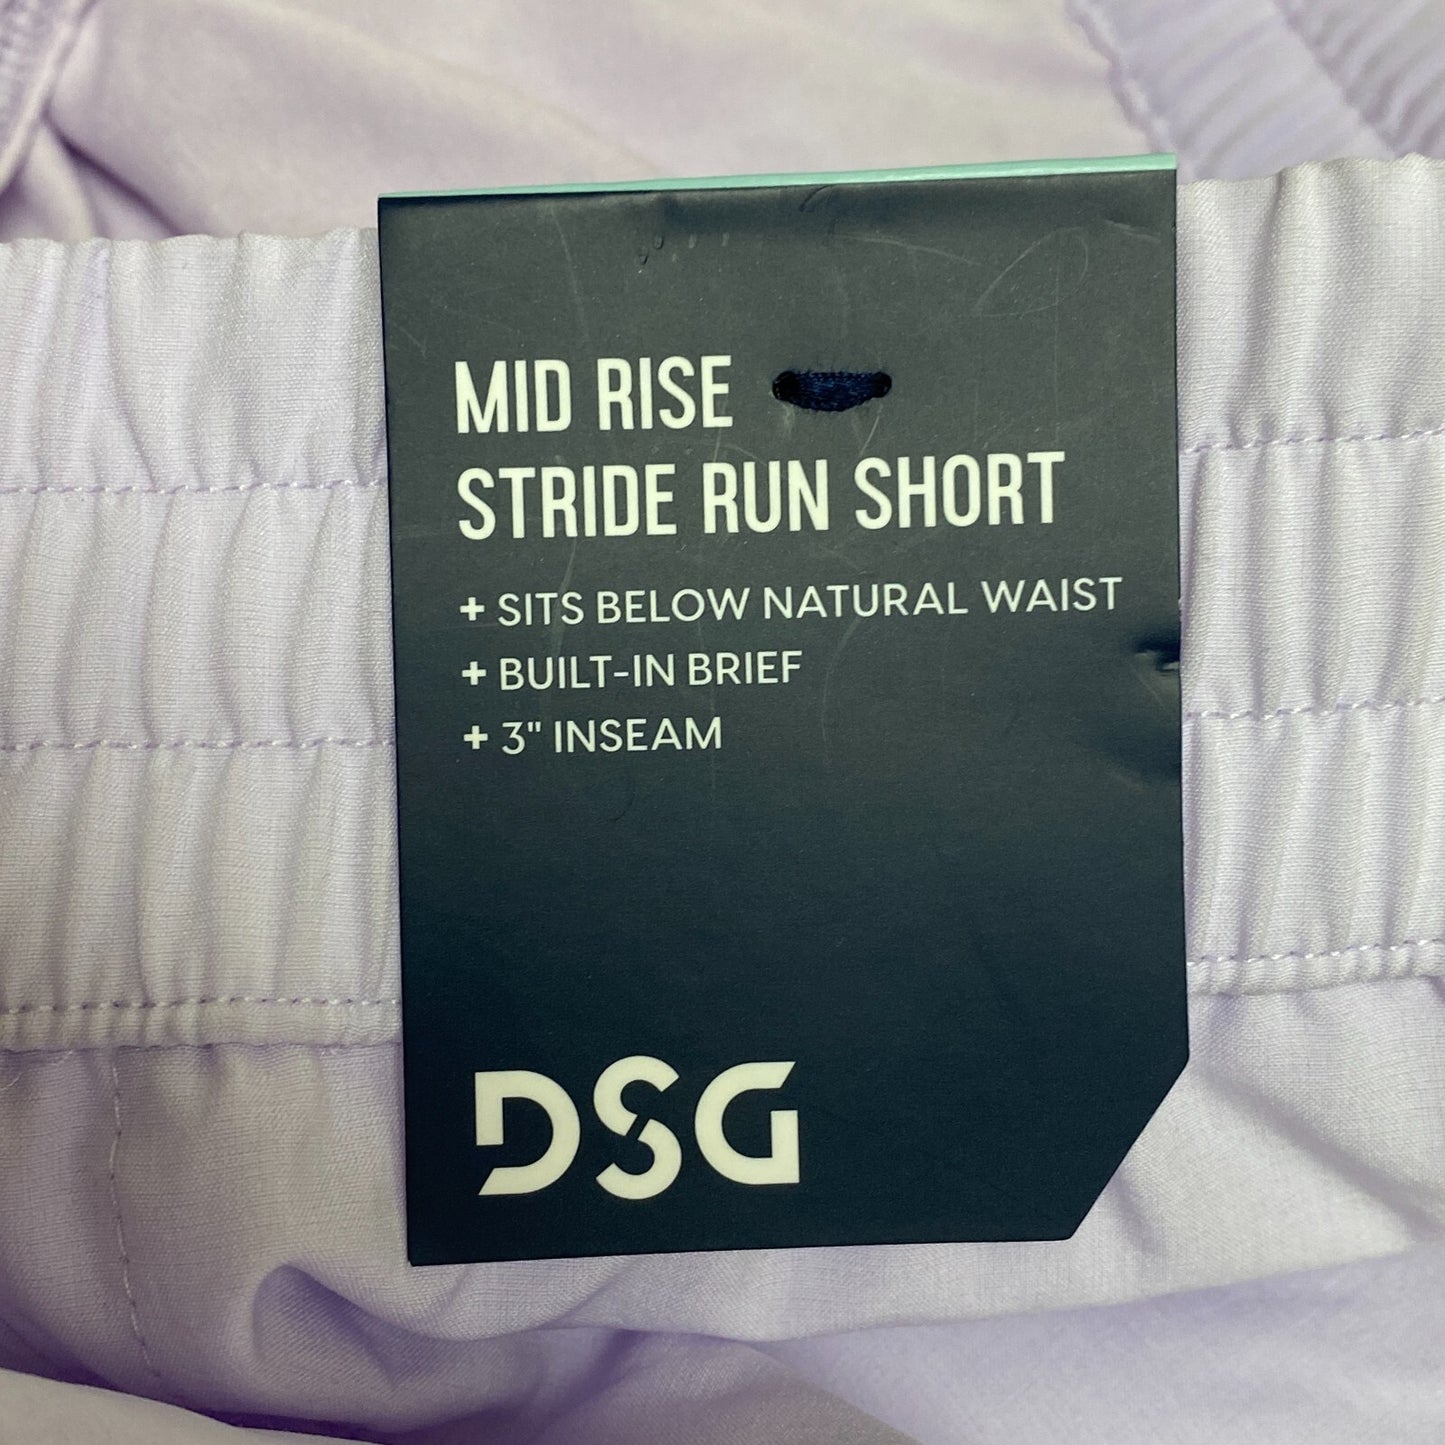 MID RISE
STRIDE RUN SHORT
+ SITS BELOW NATURAL WAIST
+ BUILT-IN BRIEF
+ 3" INSEAM
DSG